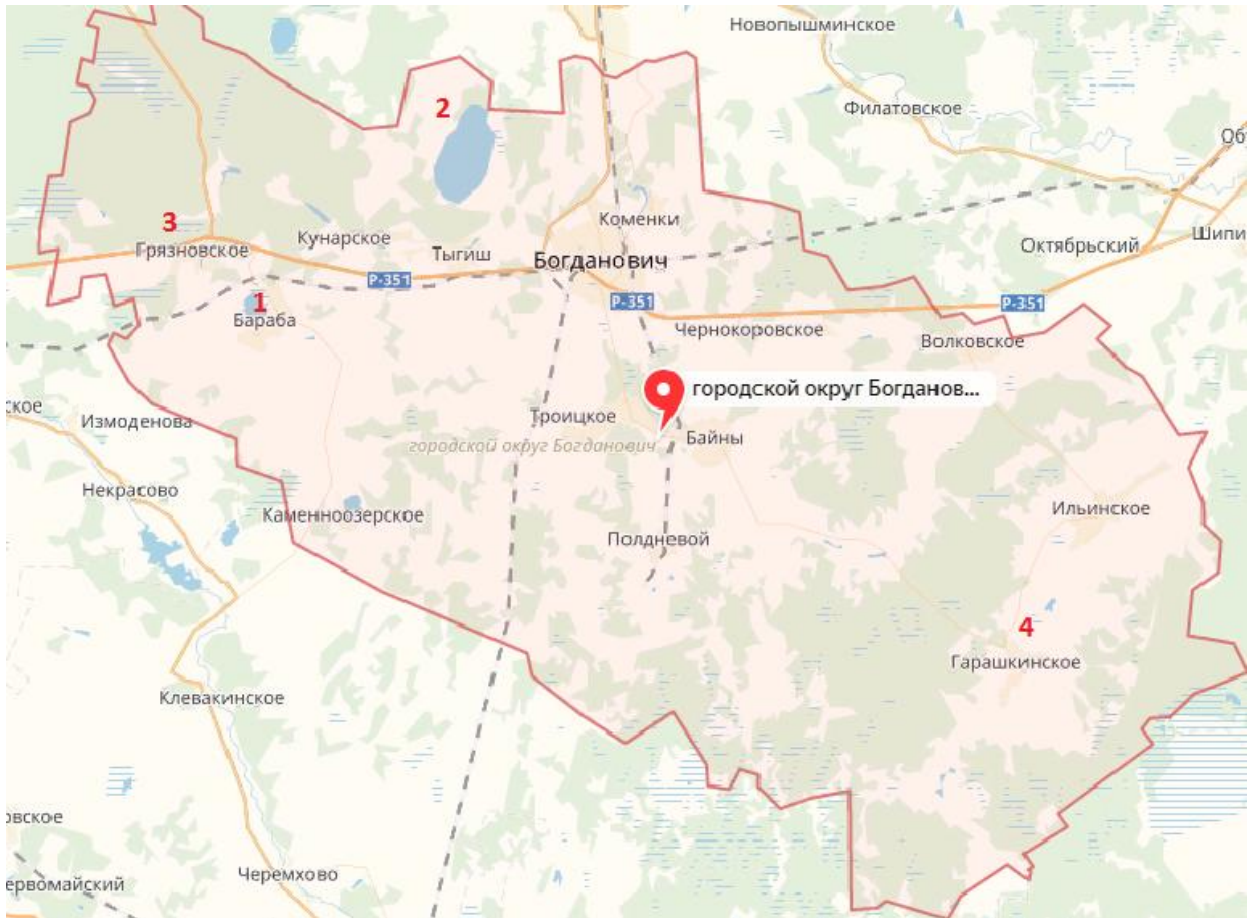 Новопышминское
2
Филатовское
Об
3
Коменки
Кунарское
Грязновское
Тыгиш
Богданович
Октябрьский
Шипи
Р-351
1
Р-351
Р-351
Бараба
Чернокоровское
Волковское
городской округ Богданов...
ское
Измоденова
Троицкое
городской округ Богданович
Байны
Некрасово
Каменноозерское
Ильинское
Полдневой
4
Гарашкинское
Клевакинское
овское
Черемхово
ервомайский